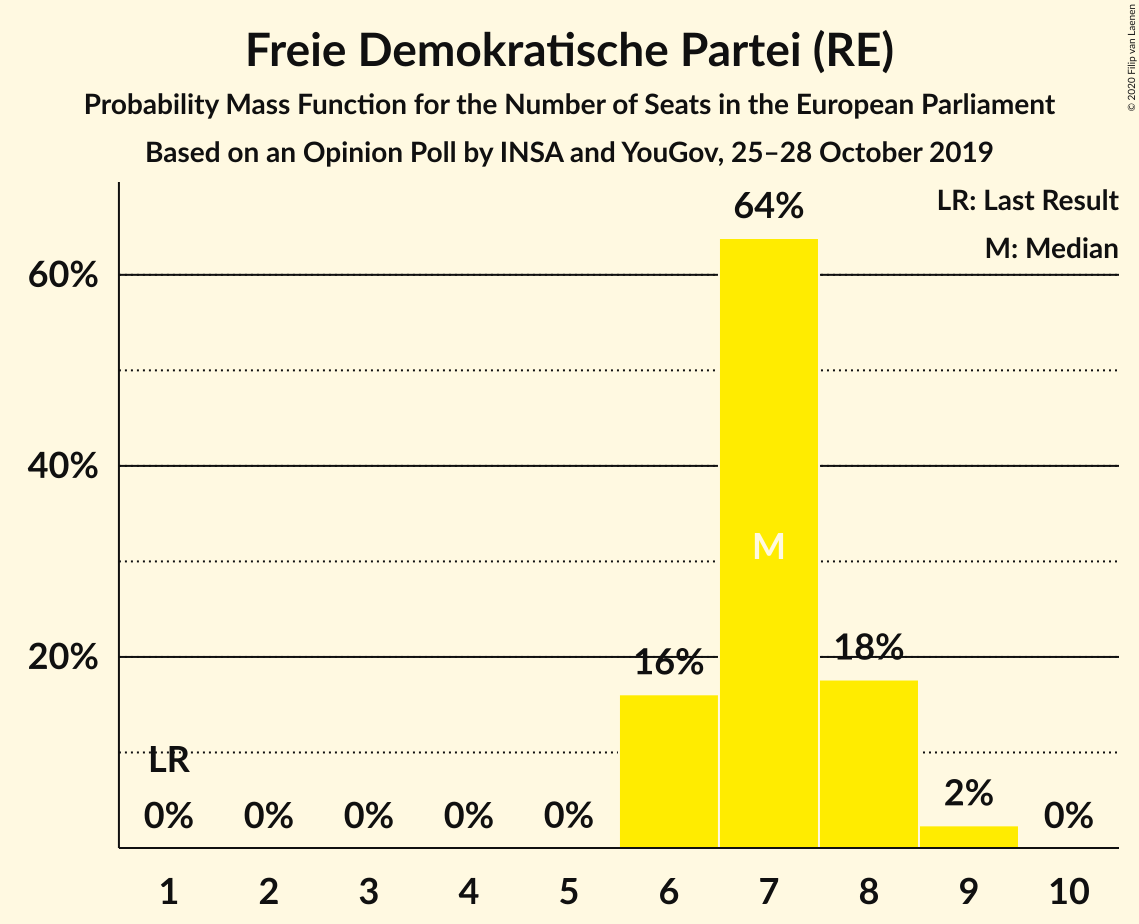 Freie Demokratische Partei (RE)
Probability Mass Function for the Number of Seats in the European Parliament
Based on an Opinion Poll by INSA and YouGov, 25–28 October 2019
© 2020 Filip van Laenen
LR: Last Result
M: Median
64%
60%
40%
M
20%
16%
18%
LR
0%
0%
0%
0%
0%
2%
0%
1 2 3 4 5 6 7 8 9 10